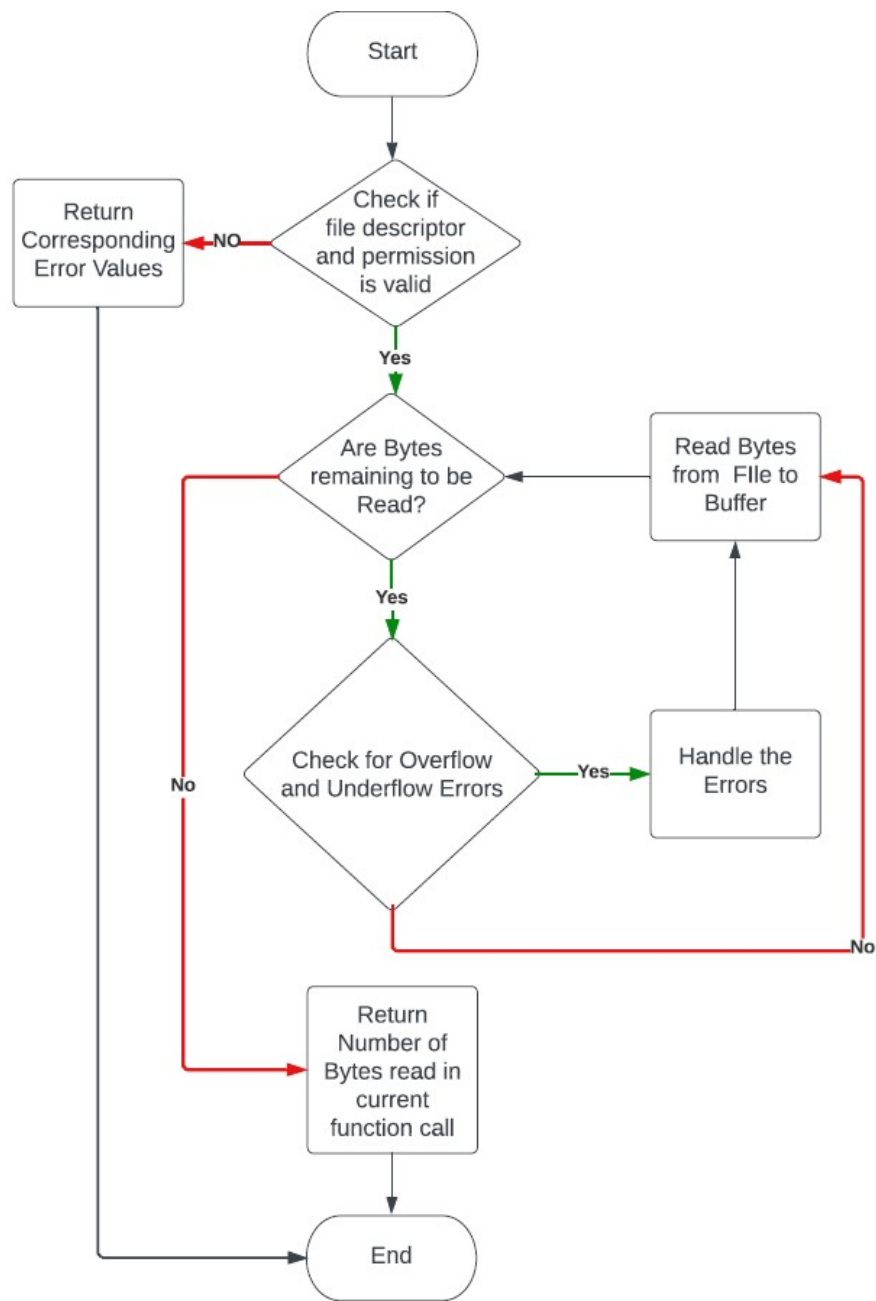 Start
Check if
file descriptor
and permission
is valid
NO
Return
Corresponding
Error Values
Yes
Are Bytes
remaining to be
Read?
Read Bytes
from FIle to
Buffer
Yes
Check for Overflow
and Underflow Errors
Yes
Handle the
Errors
No
No
Return
Number of
Bytes read in
current
function call
End